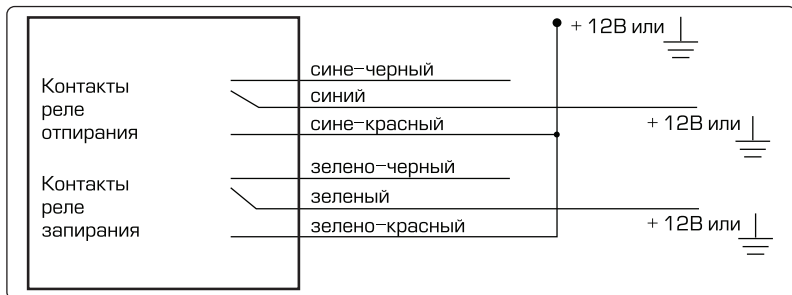 + 12В или
сине-черный
Контакты
реле
отпирания
синий
+ 12В или
сине-красный
зелено-черный
Контакты
реле
запирания
зеленый
+ 12В или
зелено-красный